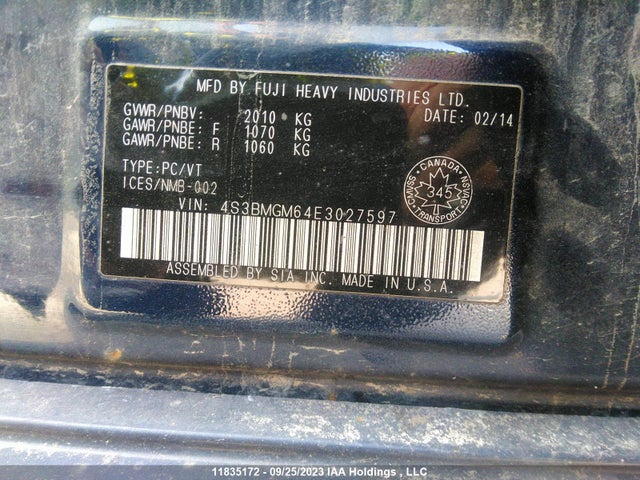 MFD BY FUJI HEAVY INDUSTRIES LTD.
GVWR/PNBV: 2010 KG DATE: 02/14
GAWR/PNBE: F 1070 KG
GAWR/PNBE: R 1060 KG
TYPE:PC/VT
ICES/NMB-002
CANADA
CMVSS 345 NSVAC
TRANSPORT
VIN: 4S3BMGM64E3027597
ASSEMBLED BY SIA INC. MADE IN U.S.A.
11835172 - 09/25/2023 IAA Holdings , LLC